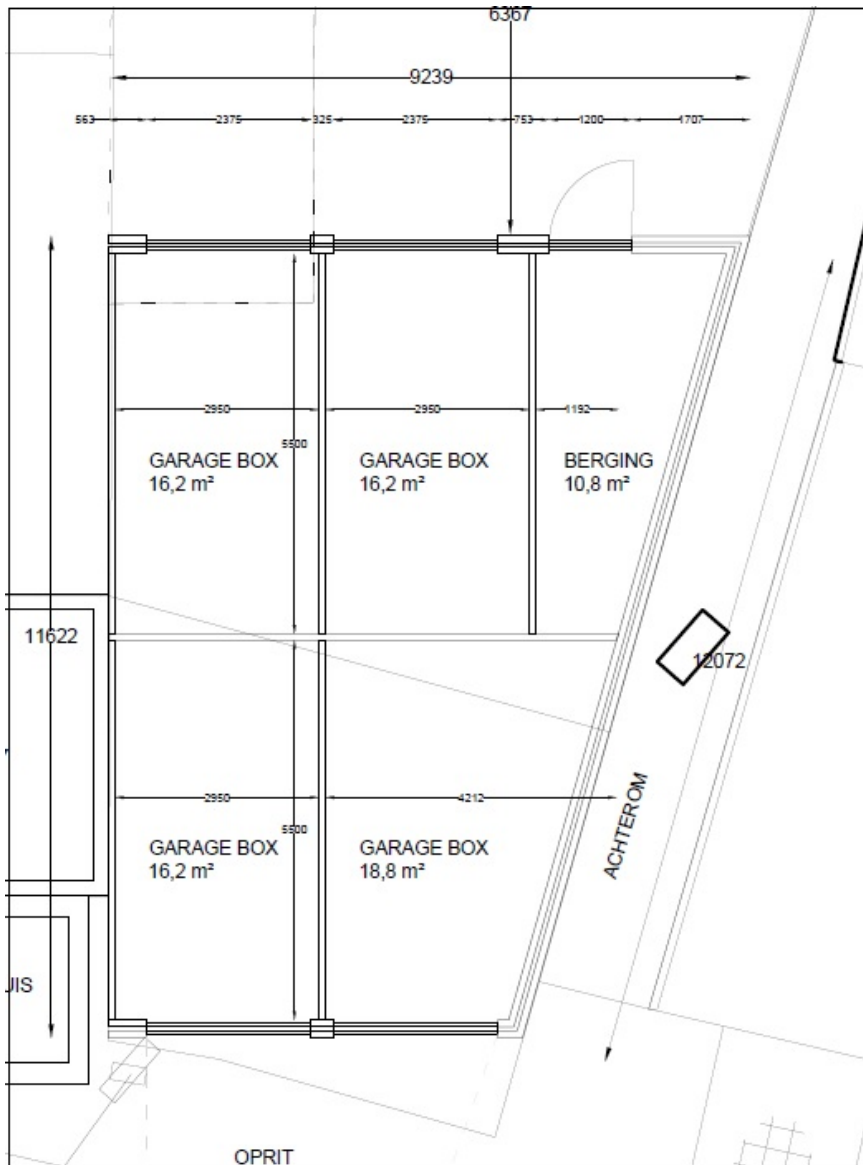 6367
9239
563 2375 325 2375 753 1200 1707
2950 2950 1192
5500
GARAGE BOX GARAGE BOX BERGING
16,2 m² 16,2 m² 10,8 m²
11622
12072
2950 4212
5500
ACHTEROM
GARAGE BOX GARAGE BOX
16,2 m² 18,8 m²
UIS
OPRIT